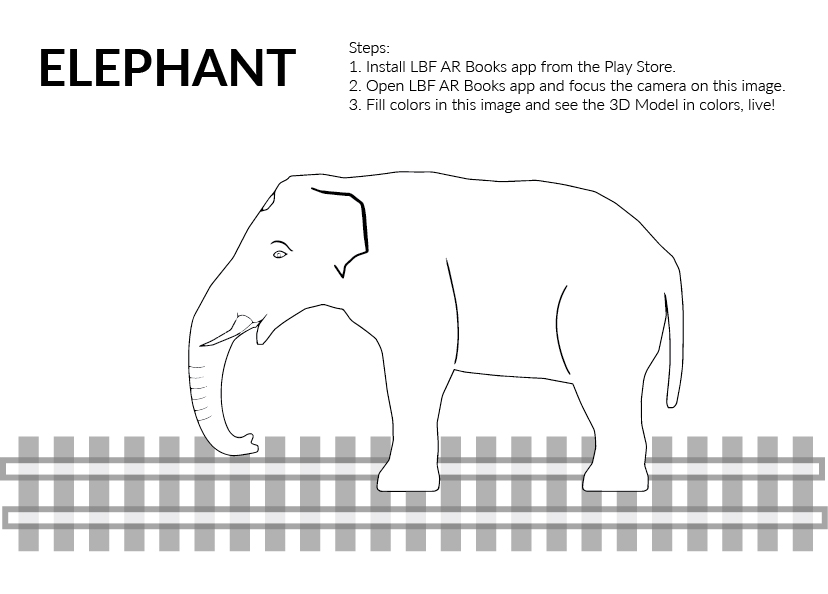 ELEPHANT
Steps:
1. Install LBF AR Books app from the Play Store.
2. Open LBF AR Books app and focus the camera on this image.
3. Fill colors in this image and see the 3D Model in colors, live!